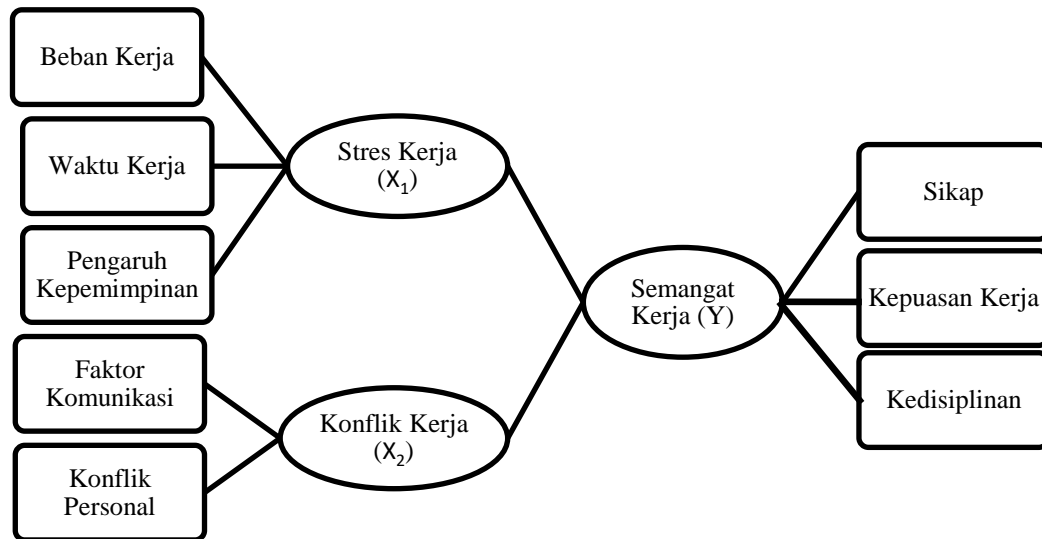 Beban Kerja
Waktu Kerja
Pengaruh
Kepemimpinan
Faktor
Komunikasi
Konflik
Personal
Stres Kerja
(X₁)
Konflik Kerja
(X₂)
Semangat
Kerja (Y)
Sikap
Kepuasan Kerja
Kedisiplinan